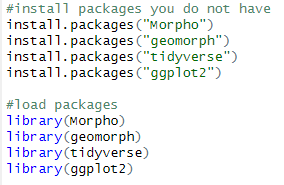 #install packages you do not have
install.packages("Morpho")
install.packages("geomorph")
install.packages("tidyverse")
install.packages("ggplot2")
#load packages
library(Morpho)
library(geomorph)
library(tidyverse)
library(ggplot2)